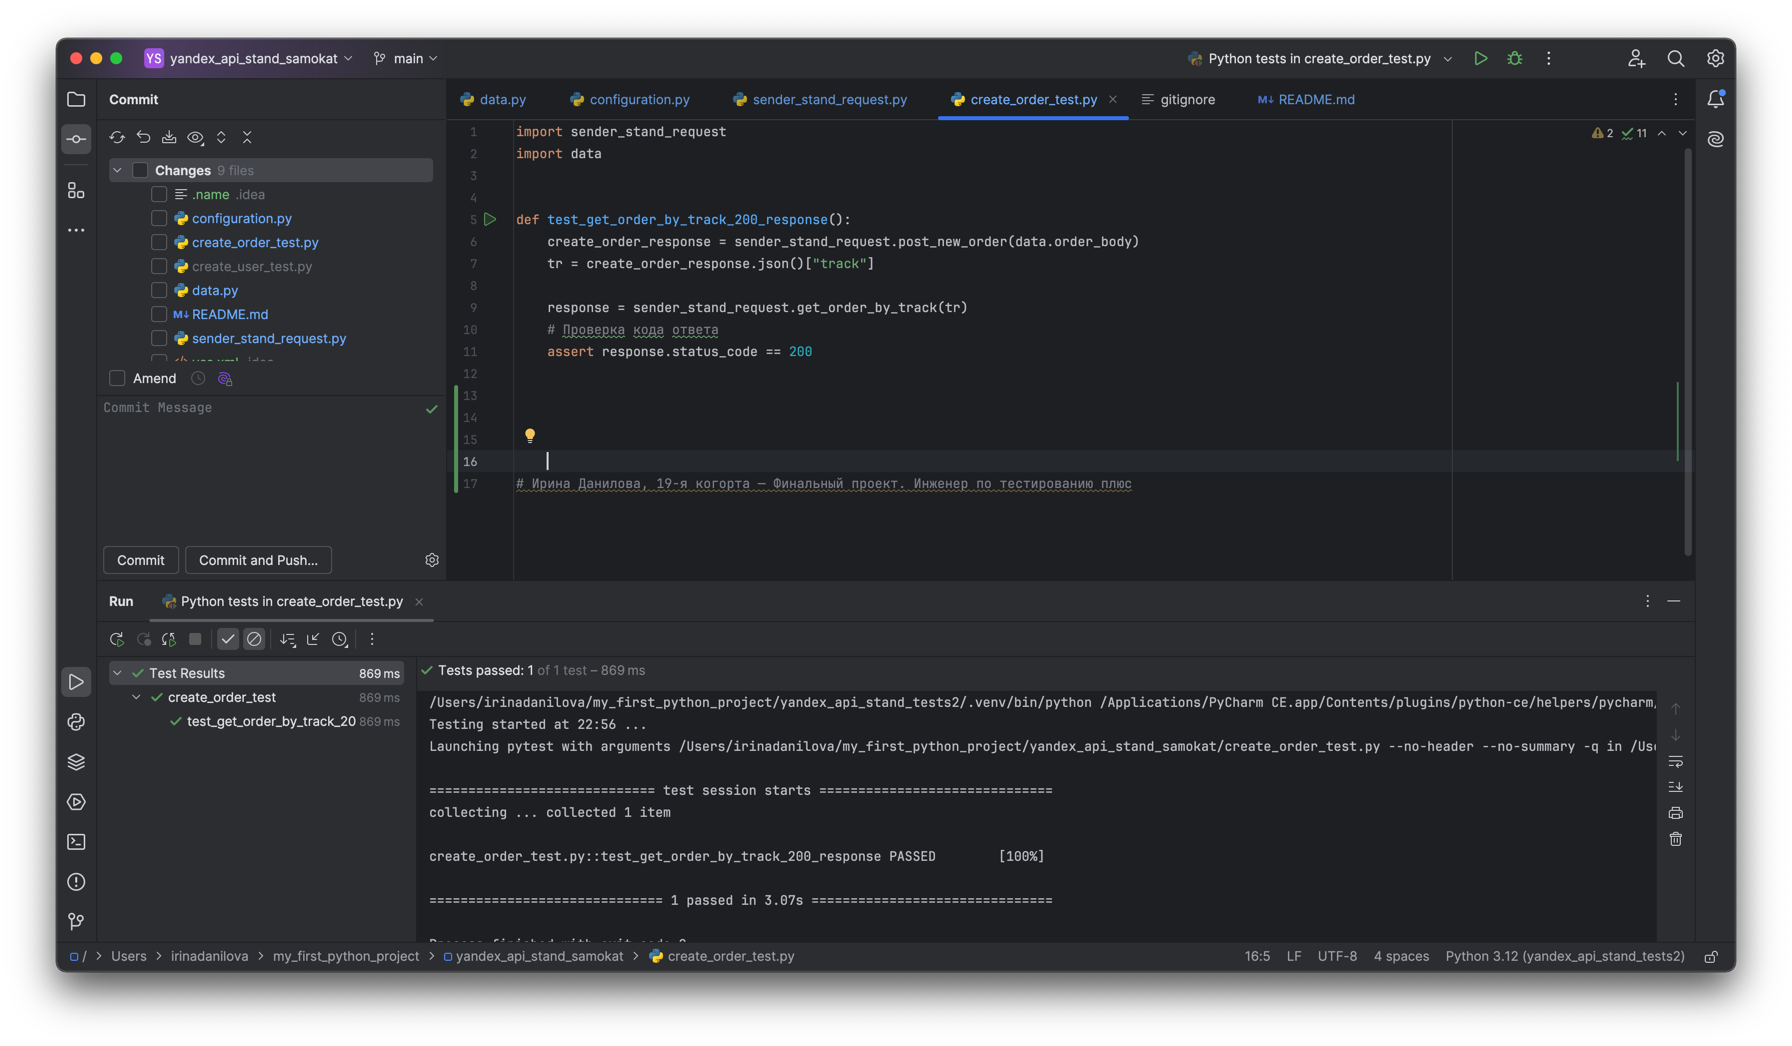 YS yandex_api_stand_samokat main Python tests in create_order_test.py
Commit
data.py configuration.py sender_stand_request.py create_order_test.py gitignore M↓ README.md
Changes 9 files
.name .idea
configuration.py
create_order_test.py
create_user_test.py
data.py
M↓ README.md
sender_stand_request.py
Amend
Commit Message
Commit Commit and Push...
2 11
1 import sender_stand_request
2 import data
3
4
5 def test_get_order_by_track_200_response():
6 create_order_response = sender_stand_request.post_new_order(data.order_body)
7 tr = create_order_response.json()["track"]
8
9 response = sender_stand_request.get_order_by_track(tr)
10 # Проверка кода ответа
11 assert response.status_code == 200
12
13
14
15
16
17 # Ирина Данилова, 19-я когорта — Финальный проект. Инженер по тестированию плюс
Run Python tests in create_order_test.py
Test Results 869 ms
create_order_test 869 ms
test_get_order_by_track_20 869 ms
Tests passed: 1 of 1 test – 869 ms
/Users/irinadanilova/my_first_python_project/yandex_api_stand_tests2/.venv/bin/python /Applications/PyCharm CE.app/Contents/plugins/python-ce/helpers/pycharm/
Testing started at 22:56 ...
Launching pytest with arguments /Users/irinadanilova/my_first_python_project/yandex_api_stand_samokat/create_order_test.py --no-header --no-summary -q in /Use
============================= test session starts ==============================
collecting ... collected 1 item
create_order_test.py::test_get_order_by_track_200_response PASSED [100%]
============================== 1 passed in 3.07s ===============================
/ > Users > irinadanilova > my_first_python_project > yandex_api_stand_samokat > create_order_test.py
16:5 LF UTF-8 4 spaces Python 3.12 (yandex_api_stand_tests2)